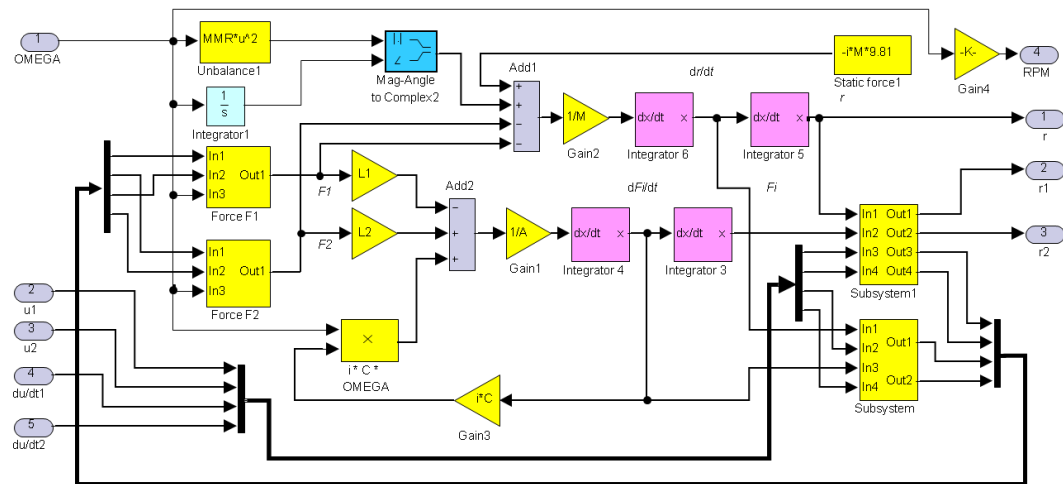 1
OMEGA
MMR*u^2
Unbalance1
| · |
∠
Mag-Angle
to Complex2
1
s
Integrator1
Add1
+
+
−
−
1/M
Gain2
dr/dt
dx/dt x
Integrator 6
dx/dt x
Integrator 5
-i*M*9.81
Static force1
r
-K-
Gain4
4
RPM
1
r
2
r1
3
r2
In1
In2 Out1
In3
Force F1
F1
L1
In1
In2 Out1
In3
Force F2
F2
L2
Add2
−
+
+
1/A
Gain1
dFi/dt
dx/dt x
Integrator 4
Fi
dx/dt x
Integrator 3
In1 Out1
In2 Out2
In3 Out3
In4 Out4
Subsystem1
In1
In2 Out1
In3
In4 Out2
Subsystem
2
u1
3
u2
4
du/dt1
5
du/dt2
×
i * C *
OMEGA
i*C
Gain3